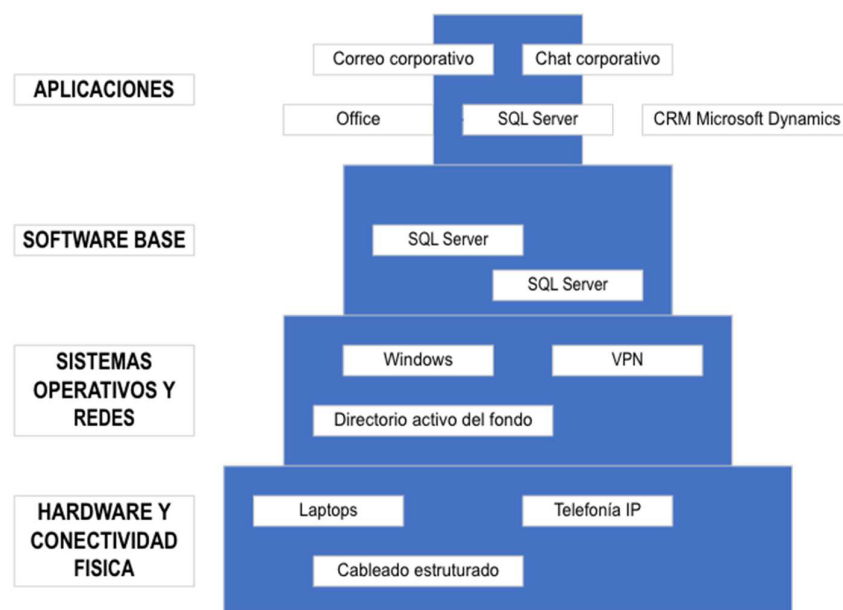 Correo corporativo
Chat corporativo
APLICACIONES
Office
SQL Server
CRM Microsoft Dynamics
SOFTWARE BASE
SQL Server
SQL Server
SISTEMAS
OPERATIVOS Y
REDES
Windows
VPN
Directorio activo del fondo
HARDWARE Y
CONECTIVIDAD
FISICA
Laptops
Telefonía IP
Cableado estruturado